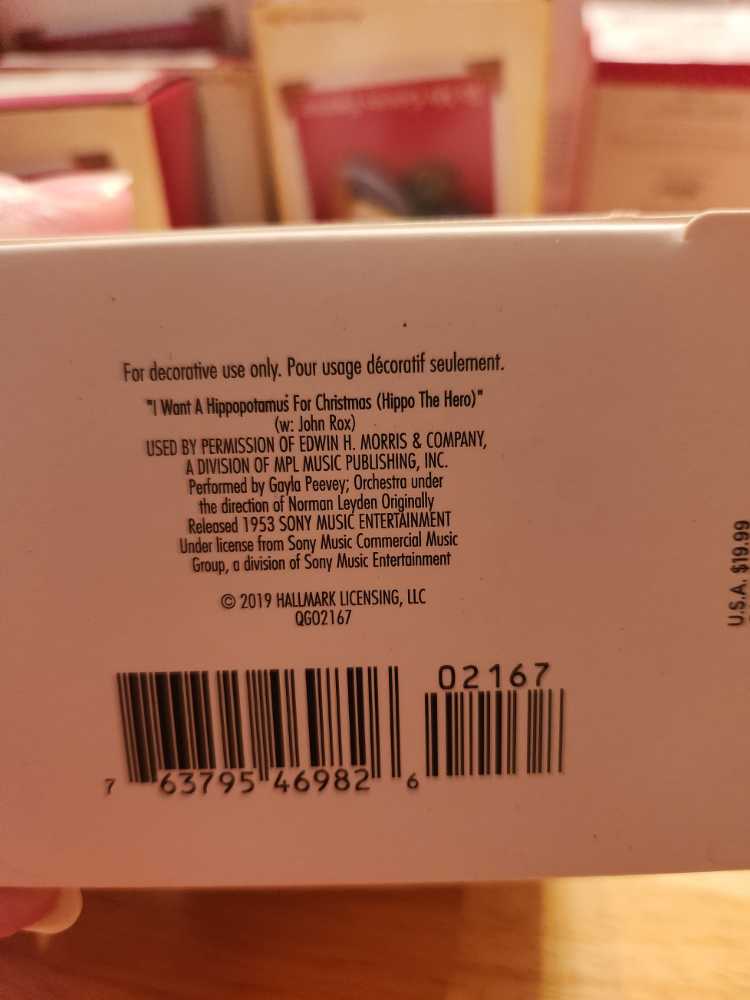 For decorative use only. Pour usage décoratif seulement.
"I Want A Hippopotamus For Christmas (Hippo The Hero)"
(w: John Rox)
USED BY PERMISSION OF EDWIN H. MORRIS & COMPANY,
A DIVISION OF MPL MUSIC PUBLISHING, INC.
Performed by Gayla Peevey; Orchestra under
the direction of Norman Leyden Originally
Released 1953 SONY MUSIC ENTERTAINMENT
Under license from Sony Music Commercial Music
Group, a division of Sony Music Entertainment
© 2019 HALLMARK LICENSING, LLC
QGO2167
02167
7 63795 46982 6
U.S.A. $19.99